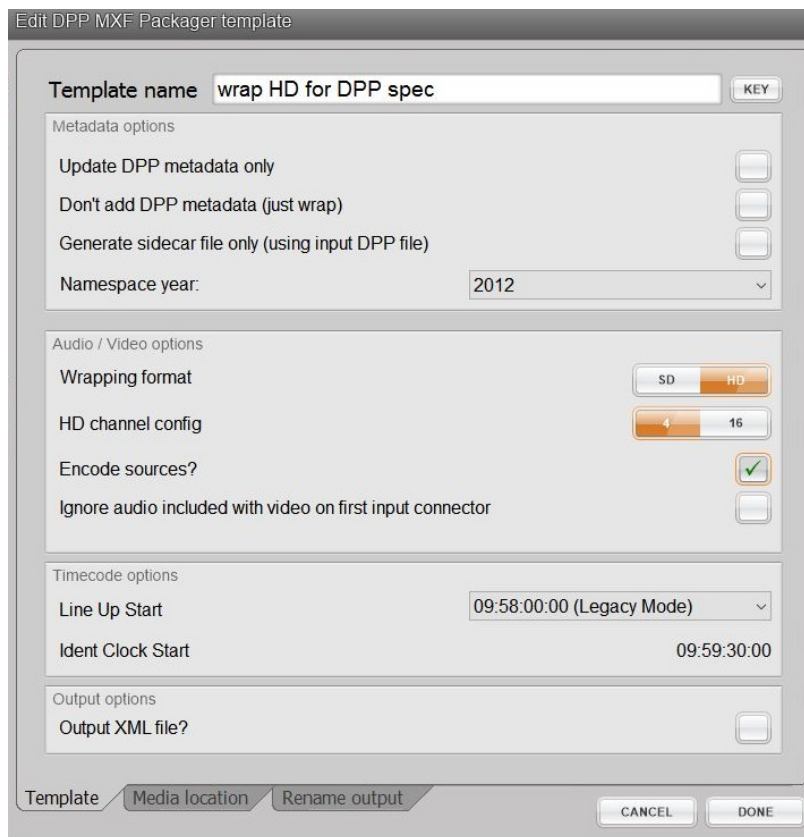 Edit DPP MXF Packager template
Template name wrap HD for DPP spec KEY
Metadata options
Update DPP metadata only
Don't add DPP metadata (just wrap)
Generate sidecar file only (using input DPP file)
Namespace year: 2012
Audio / Video options
Wrapping format SD HD
HD channel config 4 16
Encode sources?
Ignore audio included with video on first input connector
Timecode options
Line Up Start 09:58:00:00 (Legacy Mode)
Ident Clock Start 09:59:30:00
Output options
Output XML file?
Template Media location Rename output
CANCEL DONE